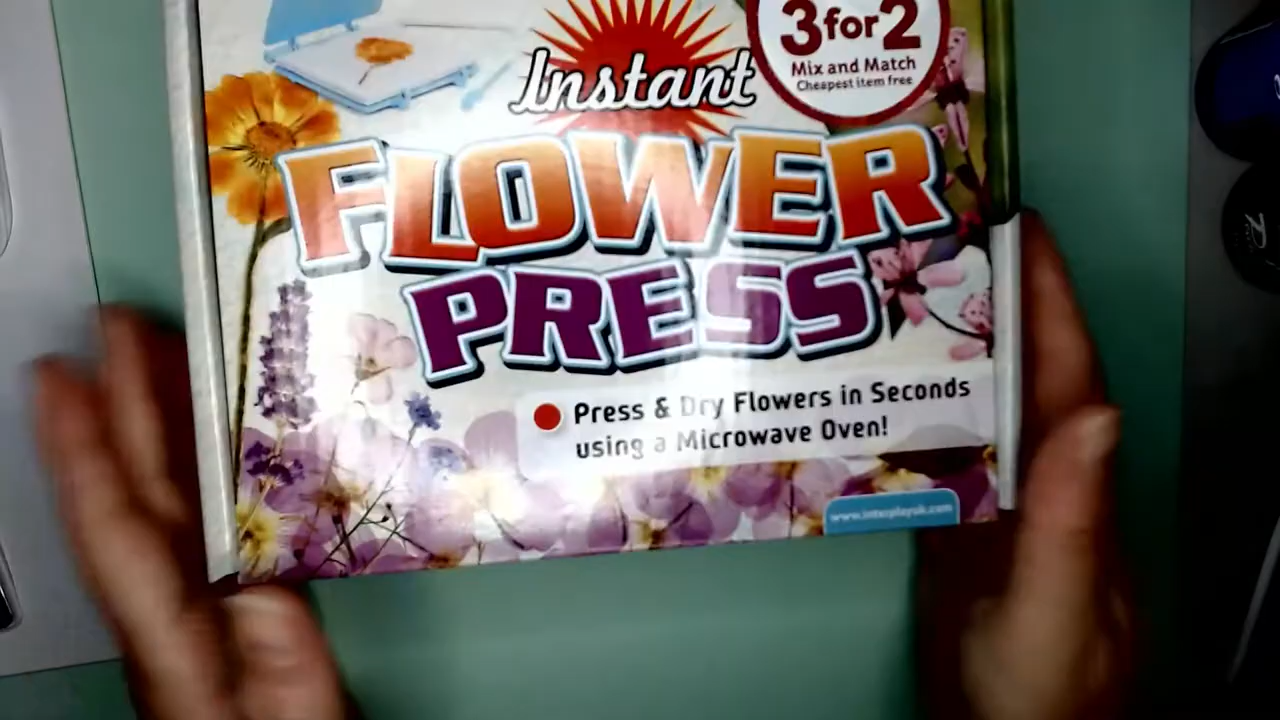 3 for 2
Mix and Match
Cheapest item free
Instant
FLOWER
PRESS
Press & Dry Flowers in Seconds
using a Microwave Oven!
www.interplayuk.com